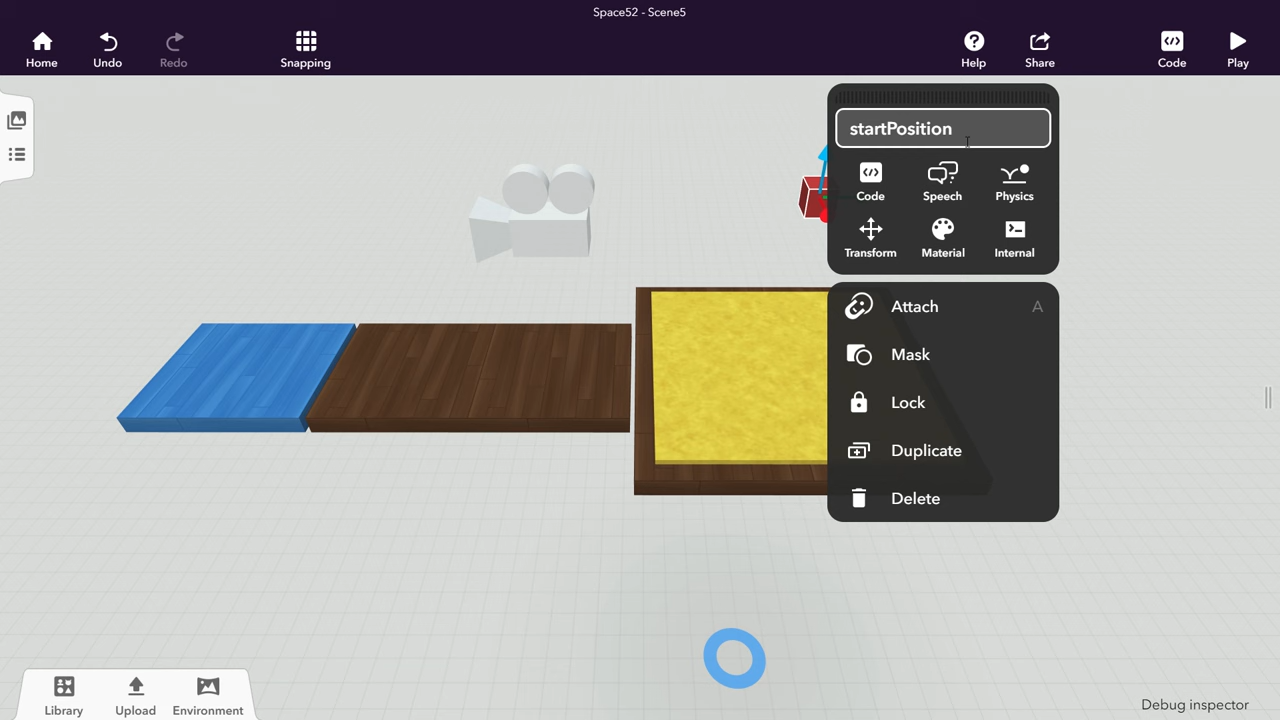 Space52 - Scene5
Home
Undo
Redo
Snapping
Help
Share
Code
Play
startPosition
Code
Speech
Physics
Transform
Material
Internal
Attach A
Mask
Lock
Duplicate
Delete
Library
Upload
Environment
Debug inspector